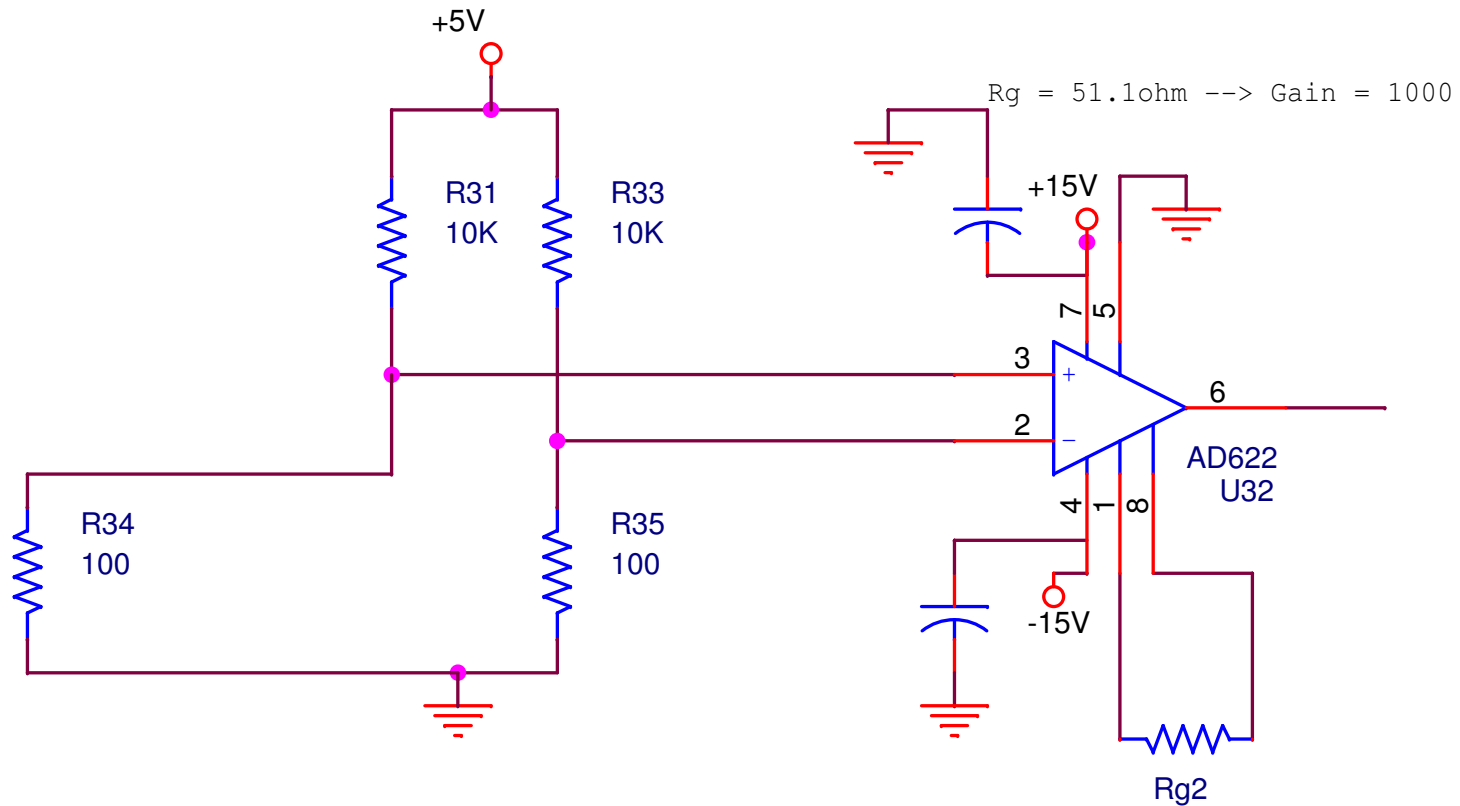 +5V
Rg = 51.1ohm --> Gain = 1000
R31
10K
R33
10K
+15V
7
5
3
+
2
−
6
AD622
U32
4
1
8
R34
100
R35
100
-15V
Rg2